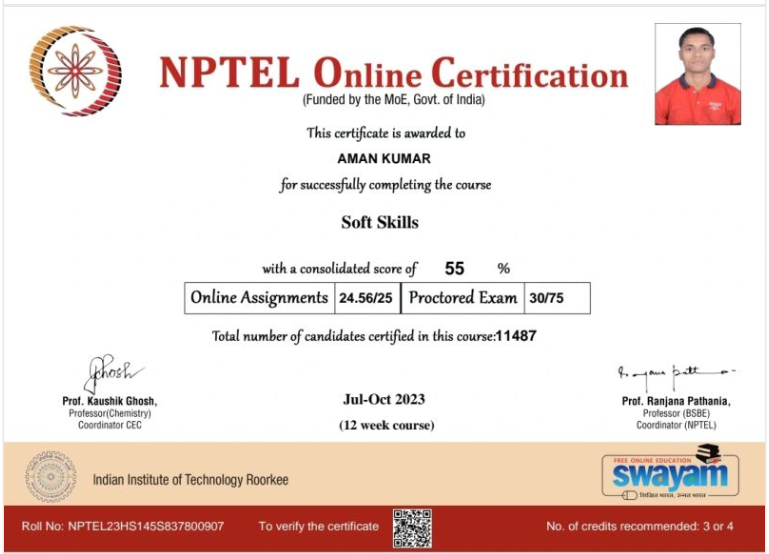 NPTEL Online Certification
(Funded by the MoE, Govt. of India)
This certificate is awarded to
AMAN KUMAR
for successfully completing the course
Soft Skills
with a consolidated score of 55 %
Online Assignments 24.56/25 Proctored Exam 30/75
Total number of candidates certified in this course:11487
Prof. Kaushik Ghosh,
Professor(Chemistry)
Coordinator CEC
Jul-Oct 2023
(12 week course)
Prof. Ranjana Pathania,
Professor (BSBE)
Coordinator (NPTEL)
Indian Institute of Technology Roorkee
FREE ONLINE EDUCATION
swayam
शिक्षित भारत, उन्नत भारत
Roll No: NPTEL23HS145S837800907 To verify the certificate No. of credits recommended: 3 or 4